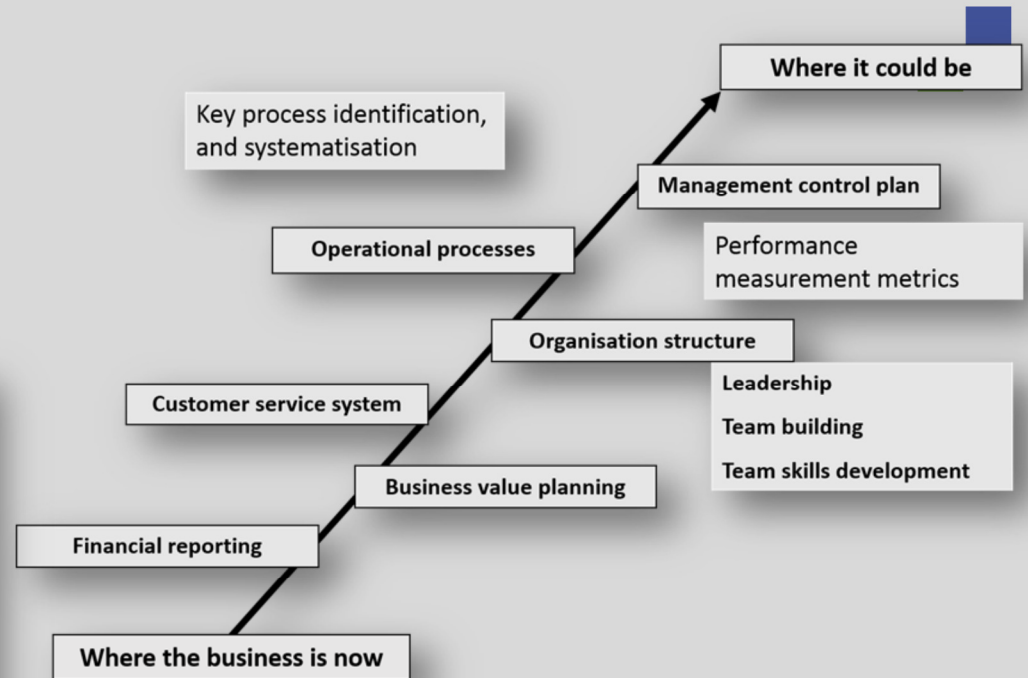 Where it could be
Key process identification,
and systematisation
Management control plan
Operational processes
Performance
measurement metrics
Organisation structure
Leadership
Customer service system
Team building
Team skills development
Business value planning
Financial reporting
Where the business is now